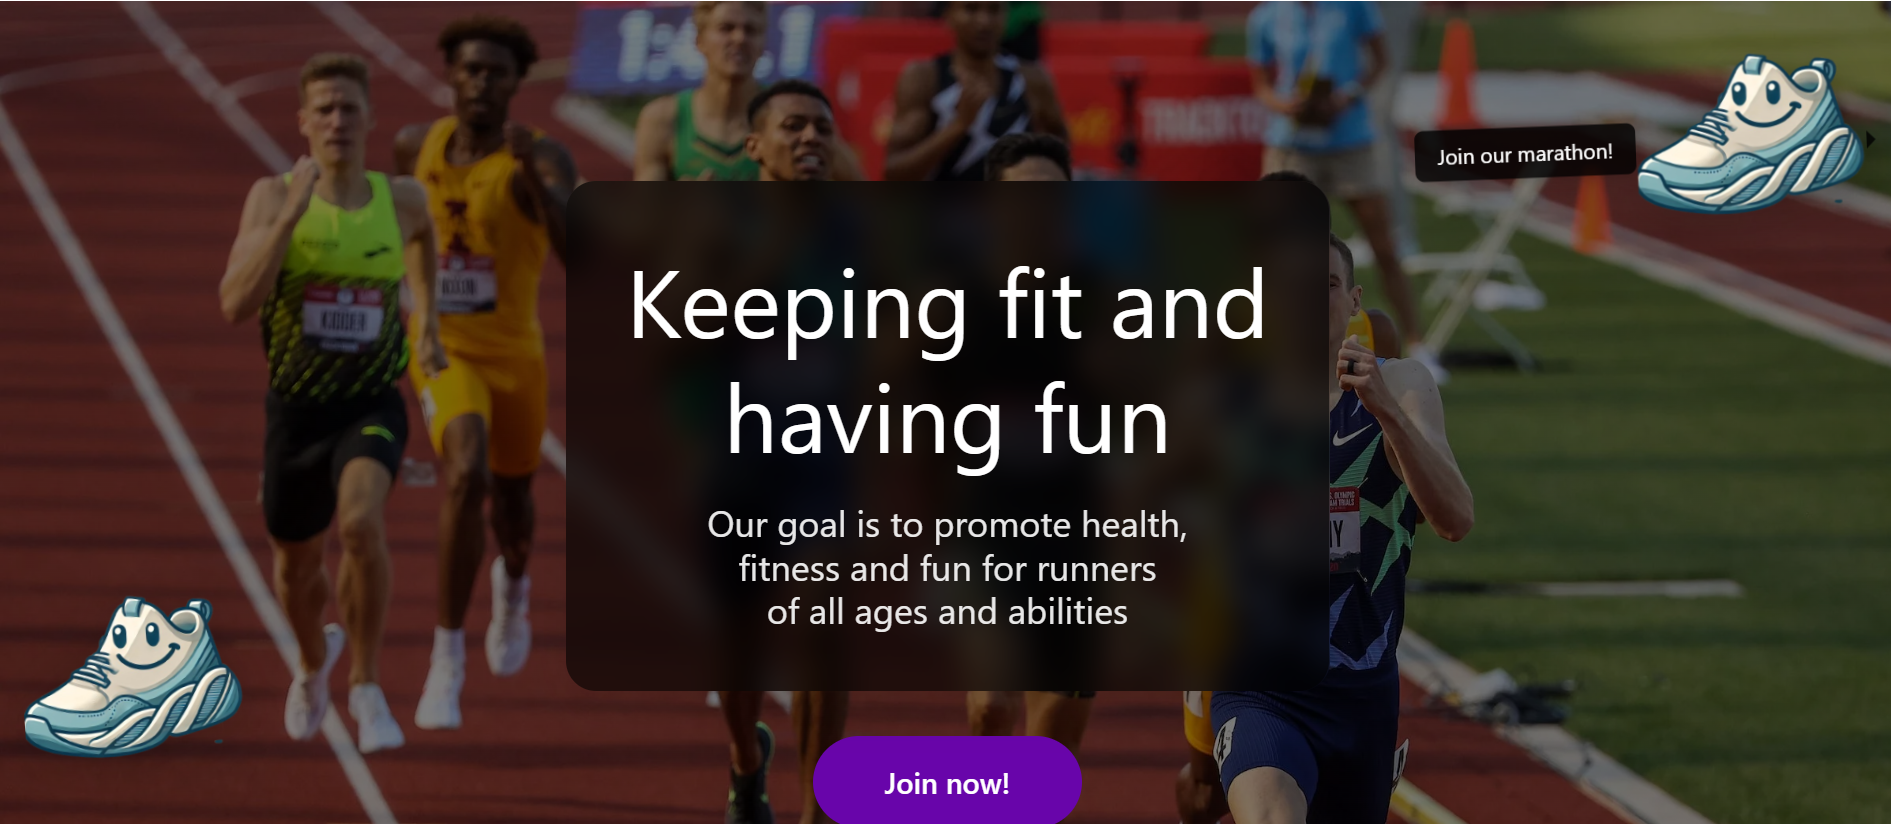 Join our marathon!
Keeping fit and
having fun
Our goal is to promote health,
fitness and fun for runners
of all ages and abilities
Join now!